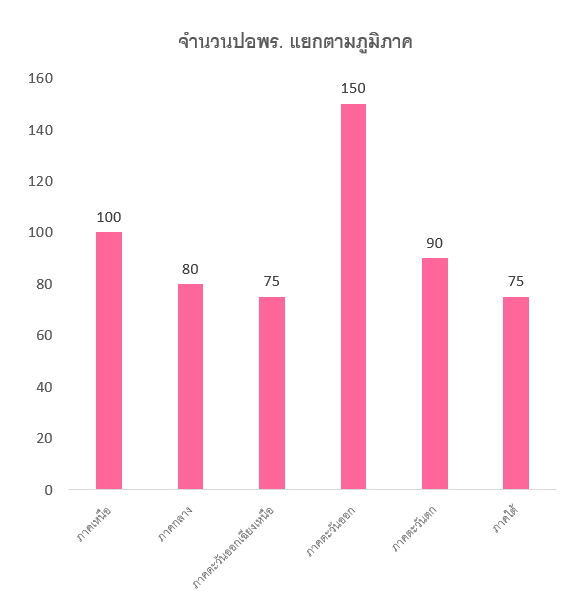 จำนวนปอพร. แยกตามภูมิภาค
160
140
120
100
80
60
40
20
0
100
80
75
150
90
75
ภาคเหนือ
ภาคกลาง
ภาคตะวันออกเฉียงเหนือ
ภาคตะวันออก
ภาคตะวันตก
ภาคใต้